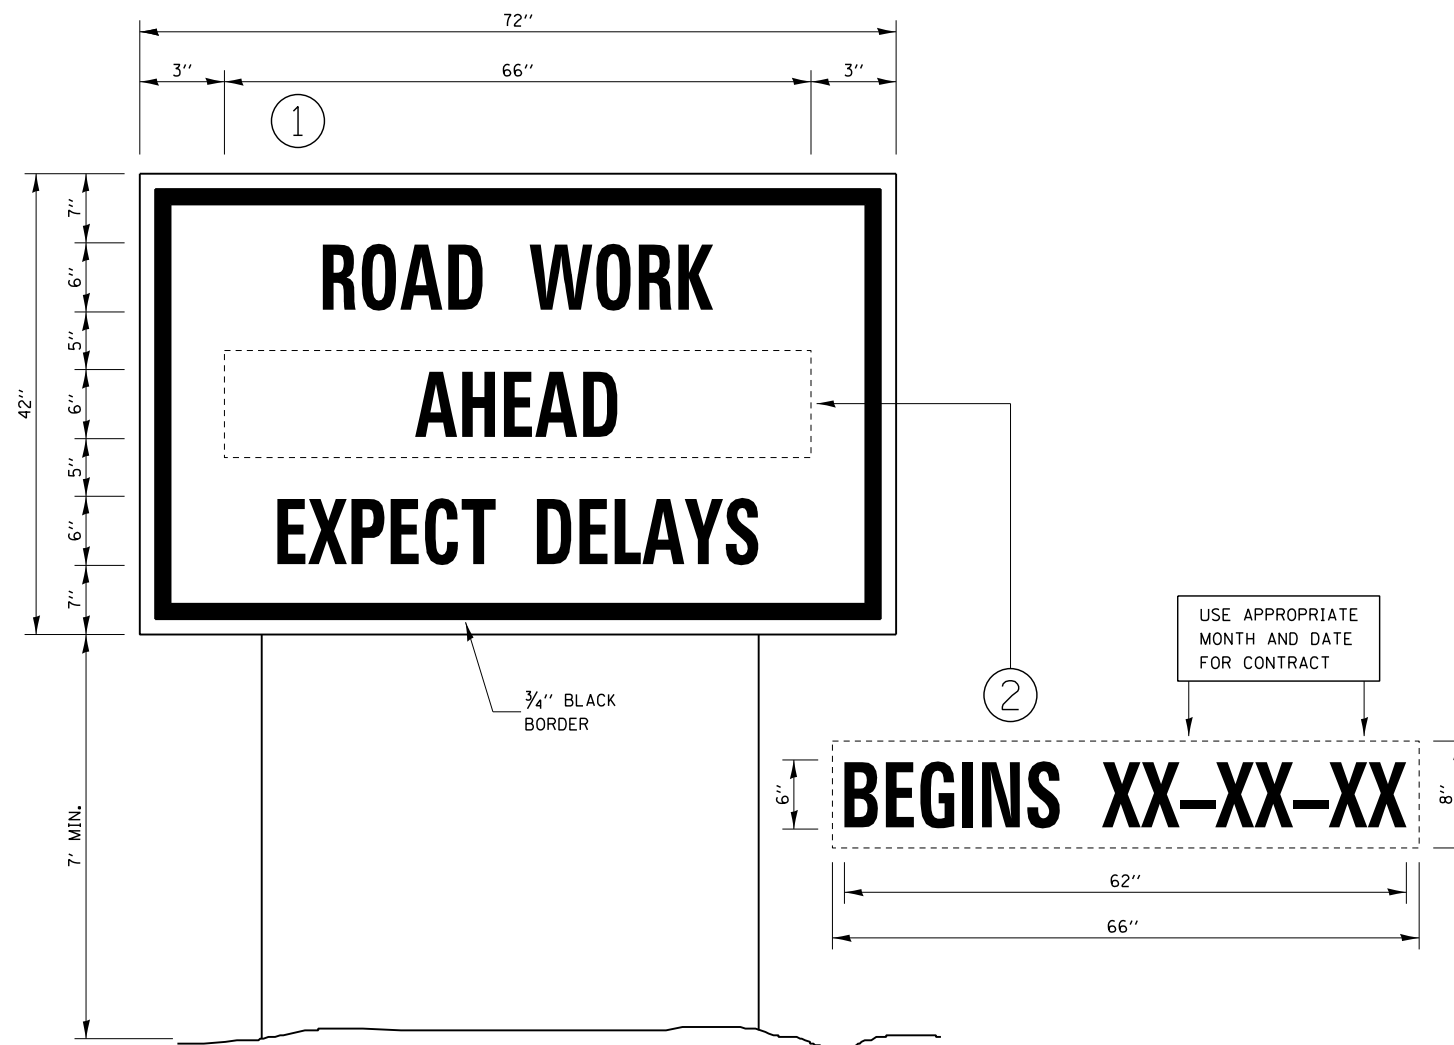 72''
3'' 66'' 3''
1
7''
6''
5''
6''
5''
6''
7''
42''
ROAD WORK
AHEAD
EXPECT DELAYS
3/4'' BLACK
BORDER
7' MIN.
2
USE APPROPRIATE
MONTH AND DATE
FOR CONTRACT
6''
BEGINS XX-XX-XX
8''
62''
66''